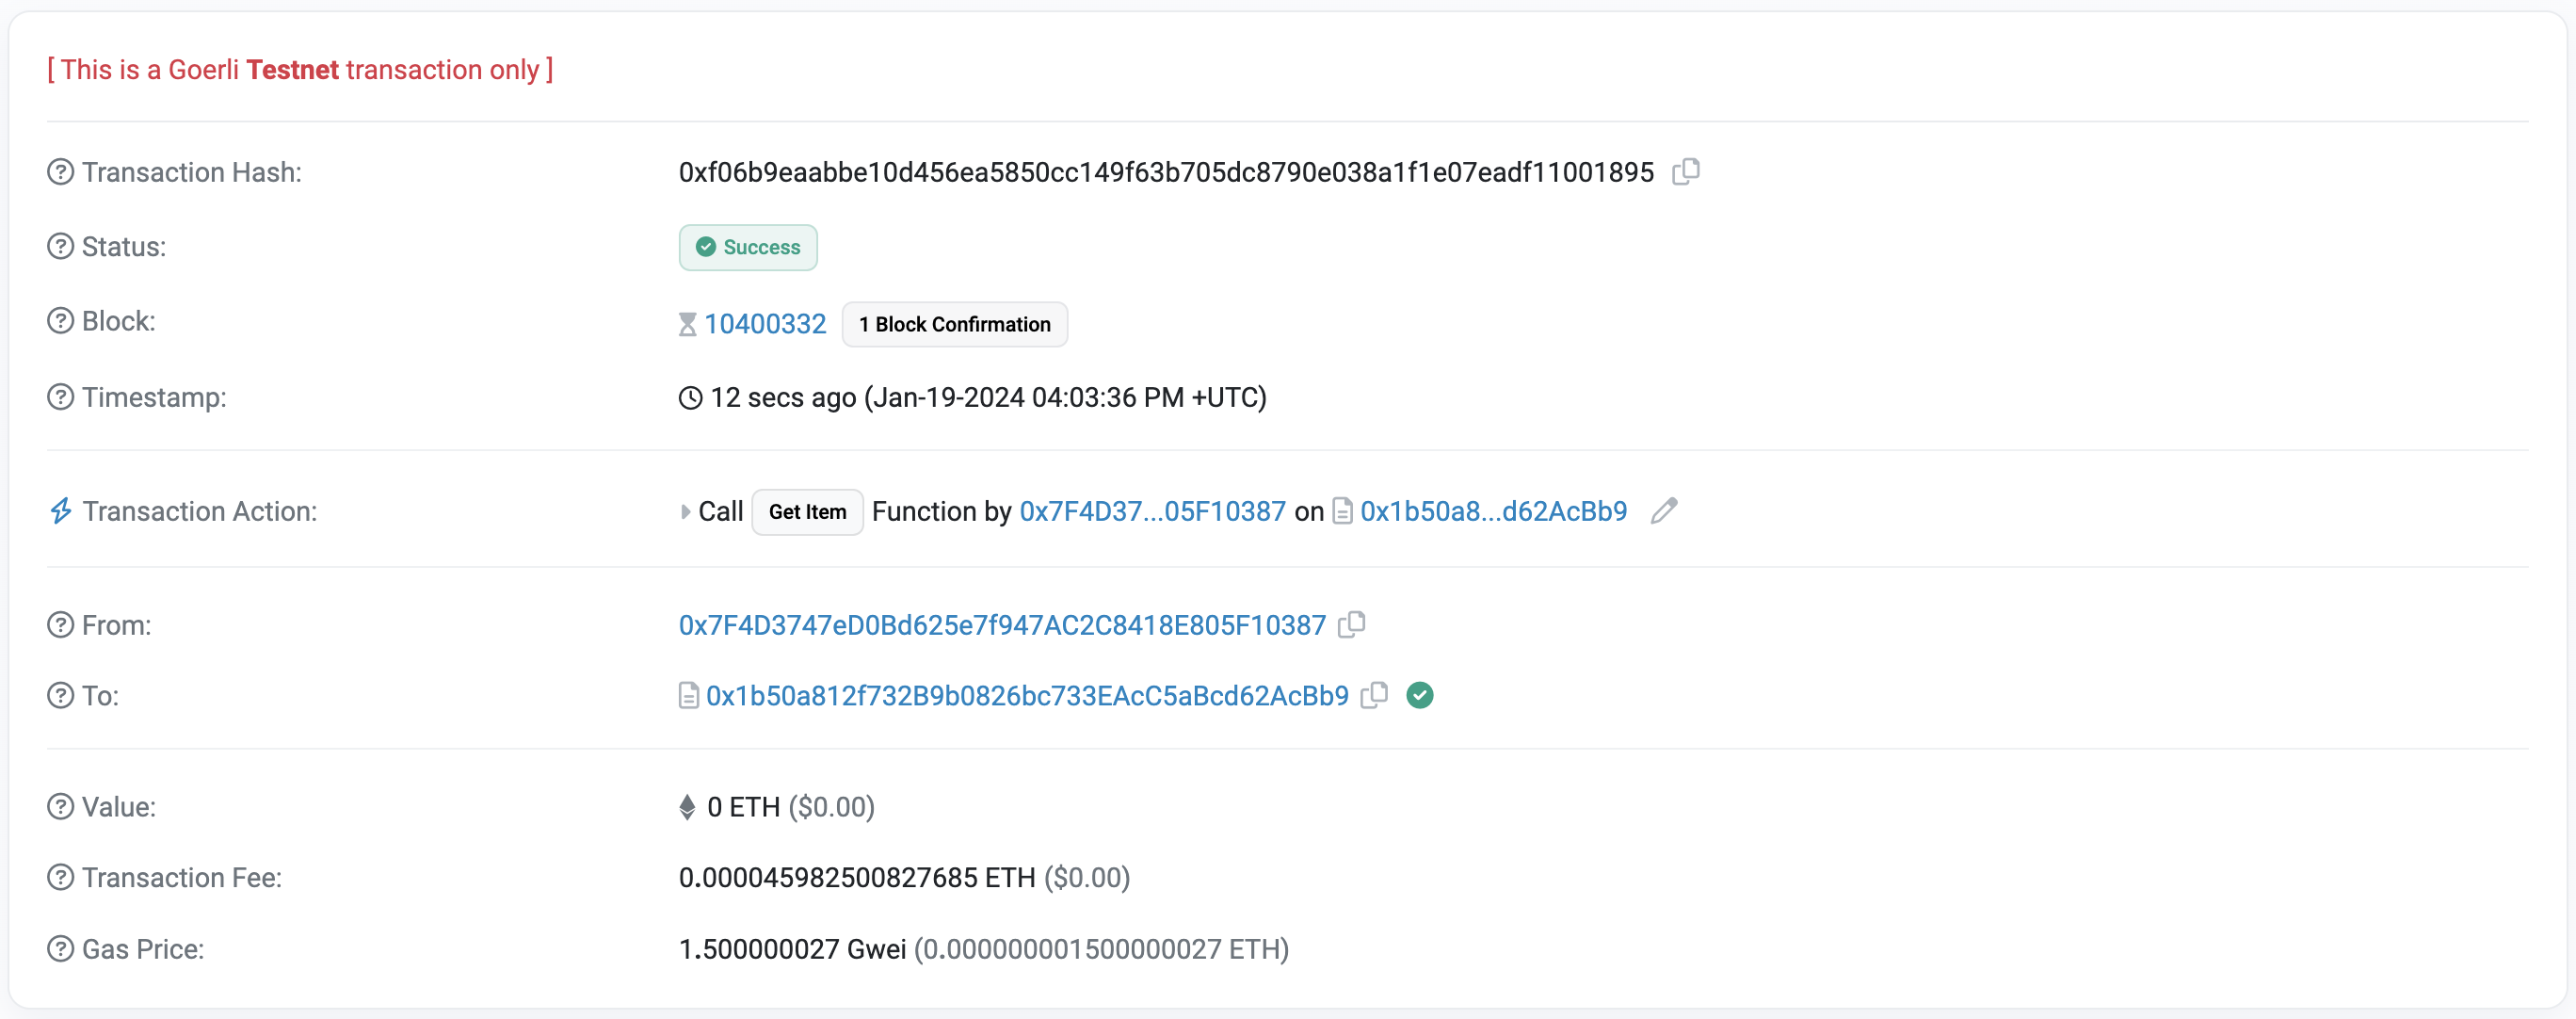 [ This is a Goerli Testnet transaction only ]
Transaction Hash: 0xf06b9eaabbe10d456ea5850cc149f63b705dc8790e038a1f1e07eadf11001895
Status: Success
Block: 10400332 1 Block Confirmation
Timestamp: 12 secs ago (Jan-19-2024 04:03:36 PM +UTC)
Transaction Action: Call Get Item Function by 0x7F4D37...05F10387 on 0x1b50a8...d62AcBb9
From: 0x7F4D3747eD0Bd625e7f947AC2C8418E805F10387
To: 0x1b50a812f732B9b0826bc733EAcC5aBcd62AcBb9
Value: 0 ETH ($0.00)
Transaction Fee: 0.000045982500827685 ETH ($0.00)
Gas Price: 1.500000027 Gwei (0.000000001500000027 ETH)